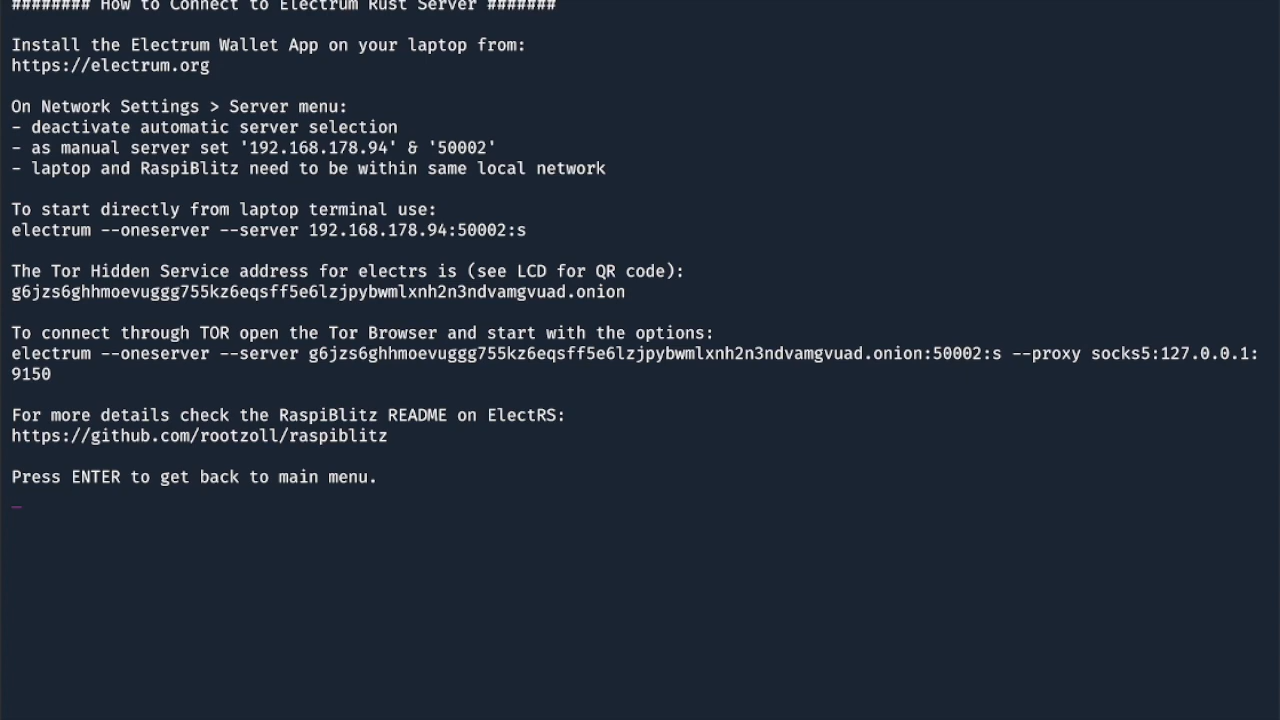 ######## How to Connect to Electrum Rust Server #######
Install the Electrum Wallet App on your laptop from:
https://electrum.org
On Network Settings > Server menu:
- deactivate automatic server selection
- as manual server set '192.168.178.94' & '50002'
- laptop and RaspiBlitz need to be within same local network
To start directly from laptop terminal use:
electrum --oneserver --server 192.168.178.94:50002:s
The Tor Hidden Service address for electrs is (see LCD for QR code):
g6jzs6ghhmoevuggg755kz6eqsff5e6lzjpybwmlxnh2n3ndvamgvuad.onion
To connect through TOR open the Tor Browser and start with the options:
electrum --oneserver --server g6jzs6ghhmoevuggg755kz6eqsff5e6lzjpybwmlxnh2n3ndvamgvuad.onion:50002:s --proxy socks5:127.0.0.1:
9150
For more details check the RaspiBlitz README on ElectRS:
https://github.com/rootzoll/raspiblitz
Press ENTER to get back to main menu.